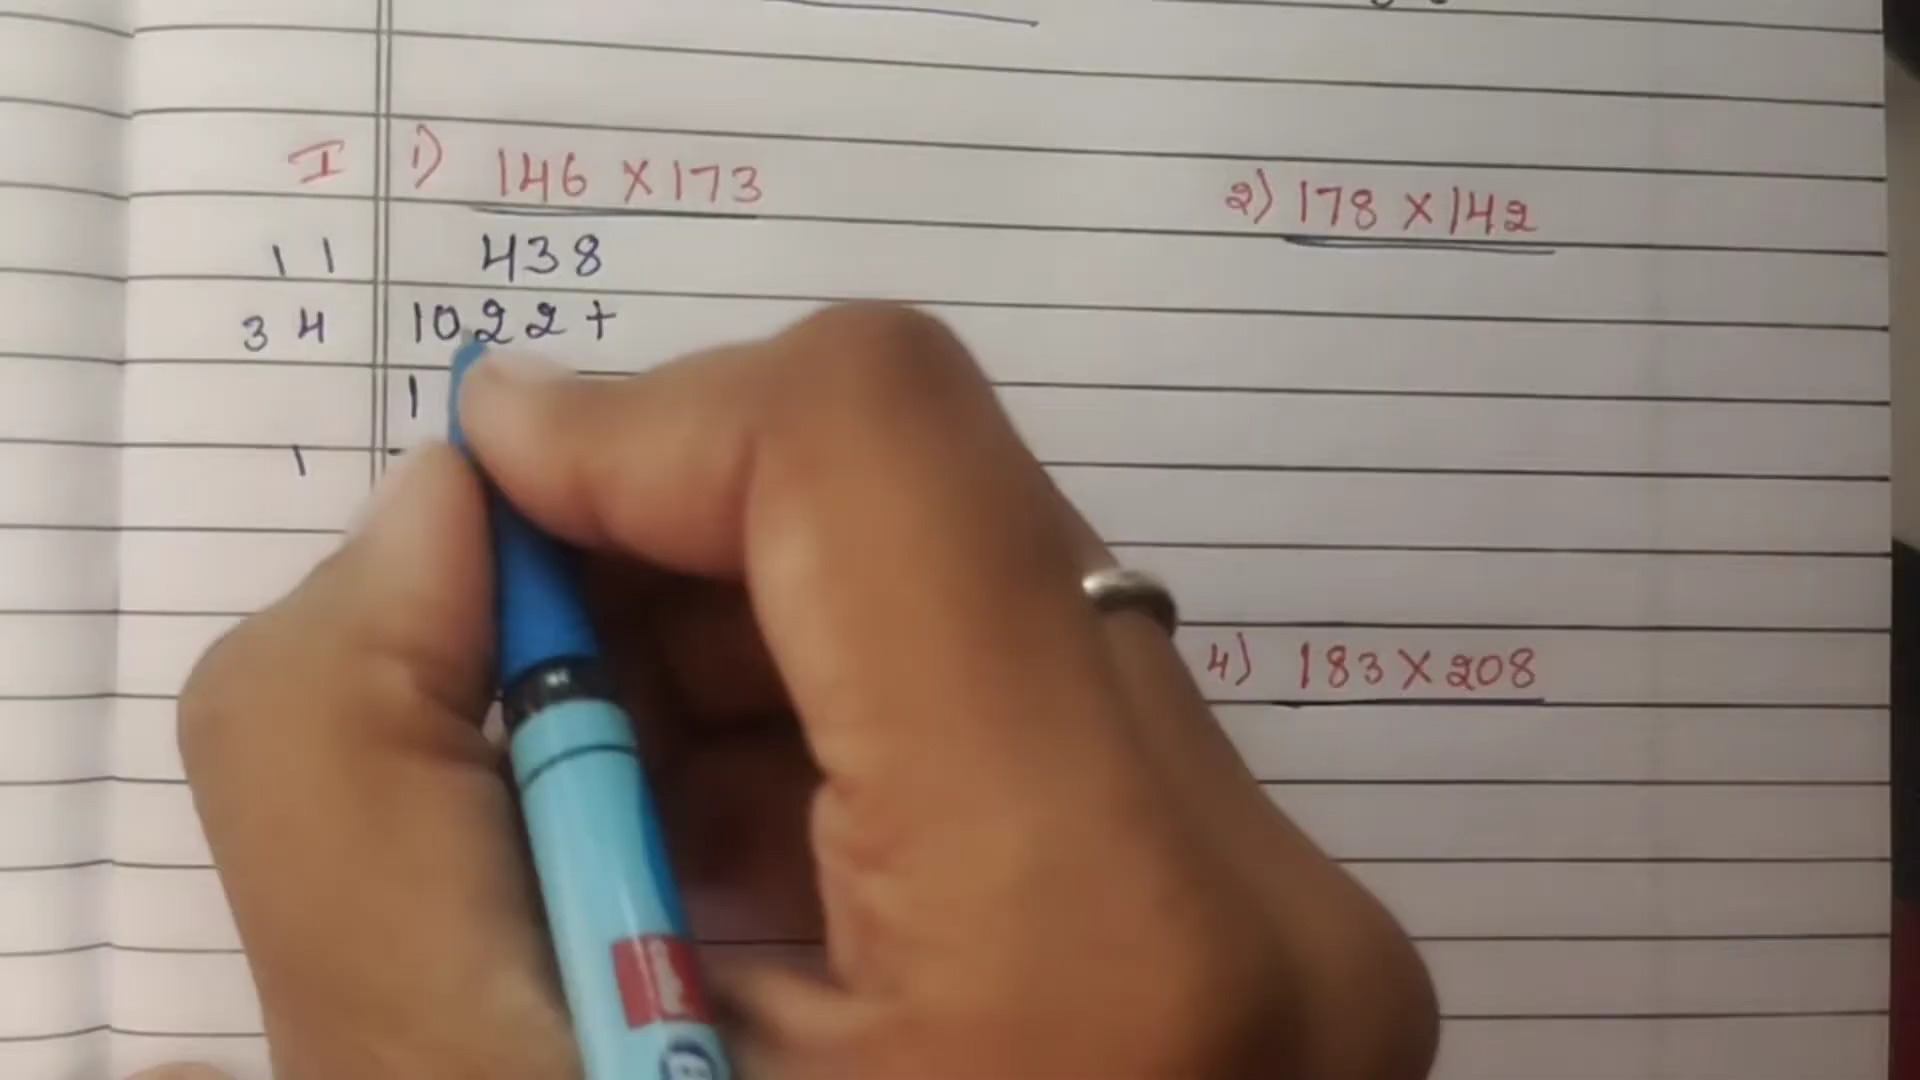 I 1) 146 X 173
2) 178 X 142
1 1 438
3 4 1022+
1
1
4) 183 X 208